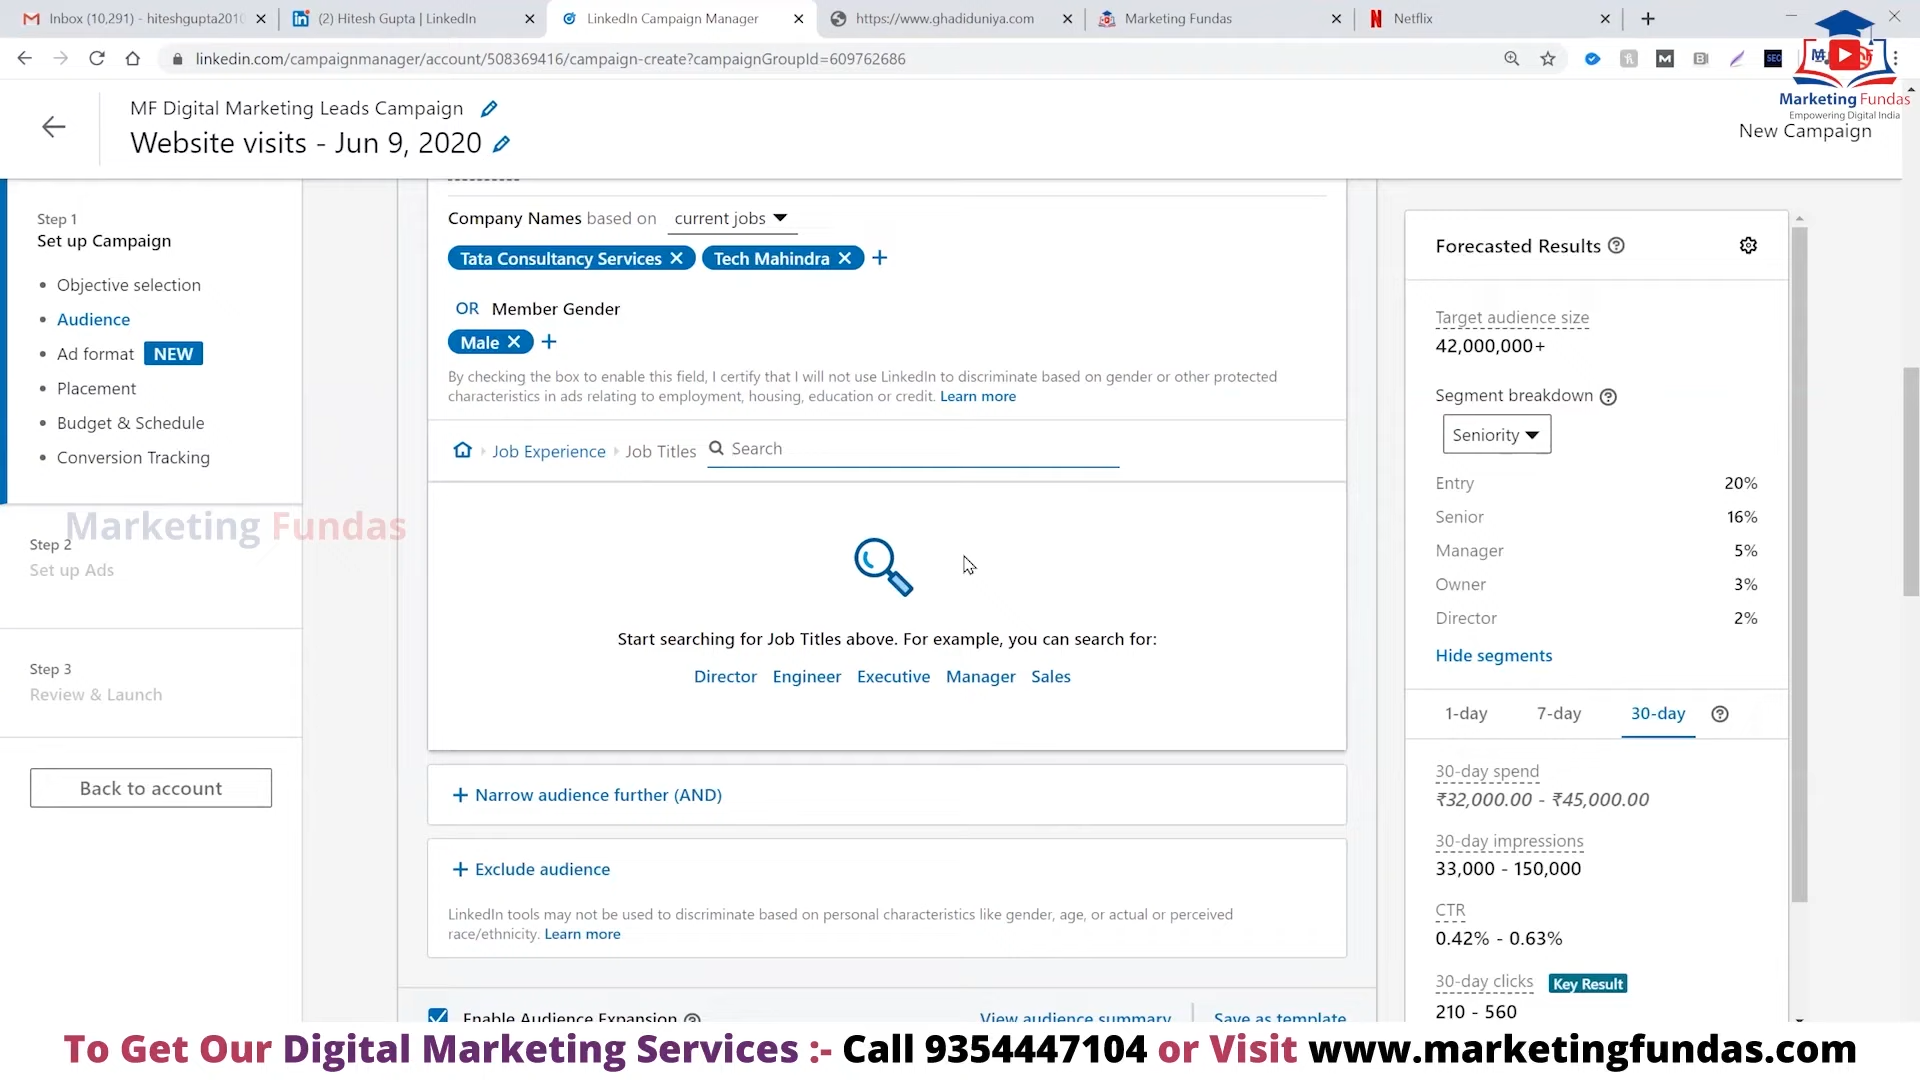 Inbox (10,291) - hiteshgupta2010
(2) Hitesh Gupta | LinkedIn
LinkedIn Campaign Manager
https://www.ghadiduniya.com
Marketing Fundas
Netflix
linkedin.com/campaignmanager/account/508369416/campaign-create?campaignGroupId=609762686
Marketing Fundas
Empowering Digital India
MF Digital Marketing Leads Campaign
Website visits - Jun 9, 2020
New Campaign
Step 1
Set up Campaign
Objective selection
Audience
Ad format NEW
Placement
Budget & Schedule
Conversion Tracking
Marketing Fundas
Step 2
Set up Ads
Step 3
Review & Launch
Back to account
Company Names based on current jobs
Tata Consultancy Services
Tech Mahindra
OR Member Gender
Male
By checking the box to enable this field, I certify that I will not use LinkedIn to discriminate based on gender or other protected
characteristics in ads relating to employment, housing, education or credit. Learn more
Job Experience
Job Titles
Search
Start searching for Job Titles above. For example, you can search for:
Director Engineer Executive Manager Sales
+ Narrow audience further (AND)
+ Exclude audience
LinkedIn tools may not be used to discriminate based on personal characteristics like gender, age, or actual or perceived
race/ethnicity. Learn more
Enable Audience Expansion
View audience summary
Save as template
Forecasted Results
Target audience size
42,000,000+
Segment breakdown
Seniority
Entry 20%
Senior 16%
Manager 5%
Owner 3%
Director 2%
Hide segments
1-day 7-day 30-day
30-day spend
₹32,000.00 - ₹45,000.00
30-day impressions
33,000 - 150,000
CTR
0.42% - 0.63%
30-day clicks Key Result
210 - 560
To Get Our Digital Marketing Services :- Call 9354447104 or Visit www.marketingfundas.com